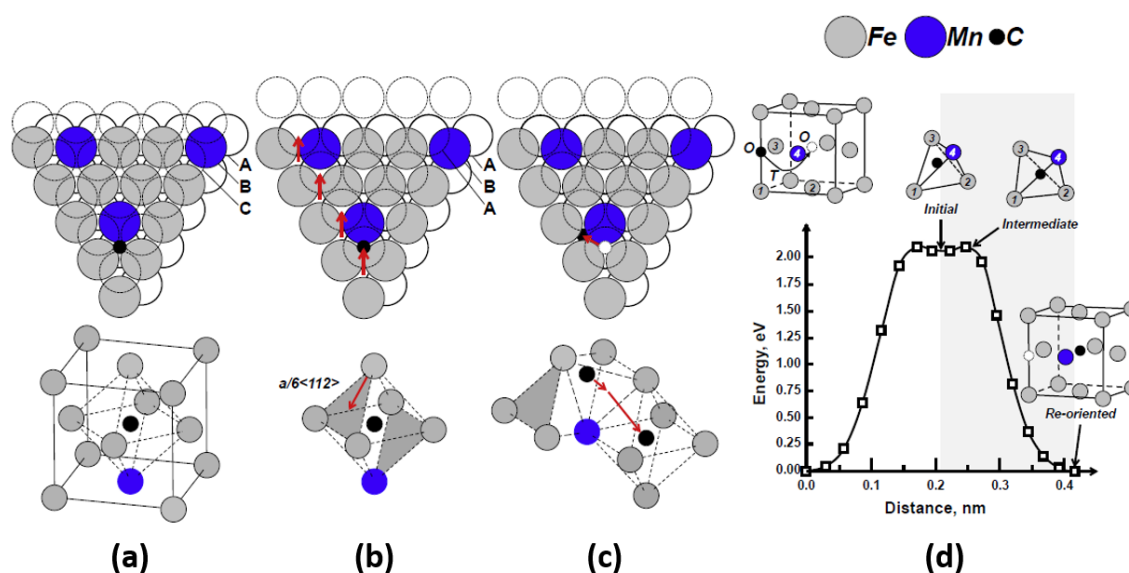 Fe Mn C
A
B
C
A
B
A
A
B
A
O
3
4
O
T
1
2
3
4
1
2
Initial
3
4
1
2
Intermediate
a/6<112>
Energy, eV
2.00
1.75
1.50
1.25
1.00
0.75
0.50
0.25
0.00
0.0 0.1 0.2 0.3 0.4
Distance, nm
Re-oriented
(a) (b) (c) (d)